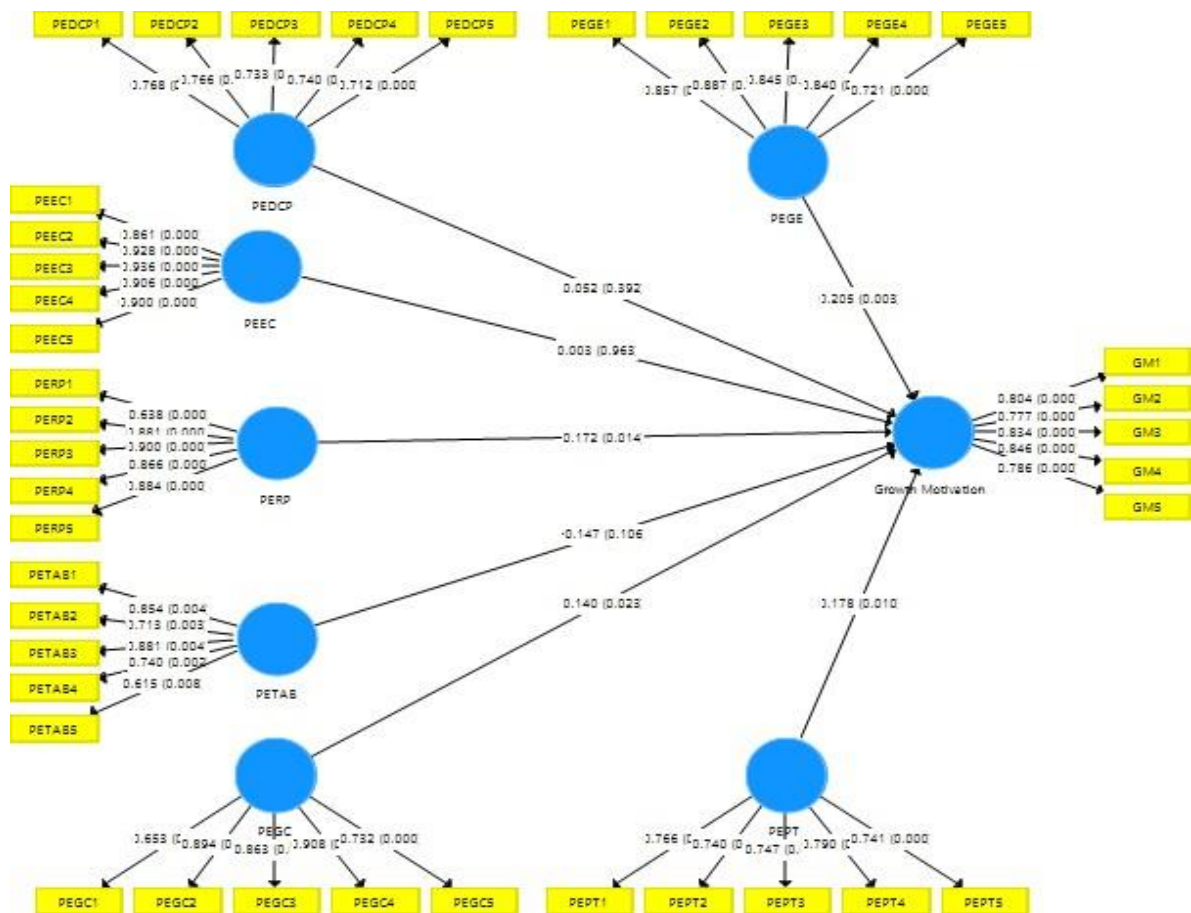 PEDCP1 PEDCP2 PEDCP3 PEDCP4 PEDCP5
PEGE1 PEGE2 PEGE3 PEGE4 PEGE5
0.768 0.766 0.733 0.740 0.712 (0.000)
0.857 0.887 0.845 0.840 0.721 (0.000)
PEDCP
PEGE
PEEC1
PEEC2
PEEC3
PEEC4
PEEC5
0.861 (0.000
0.928 (0.000
0.936 (0.000
0.906 (0.000
0.900 (0.000
PEEC
0.052 (0.392
0.205 (0.003
0.003 (0.963
PERP1
PERP2
PERP3
PERP4
PERP5
0.638 (0.000
0.881 (0.000
0.900 (0.000
0.866 (0.000
0.884 (0.000
PERP
0.172 (0.014
GM1
GM2
GM3
GM4
GM5
0.804 (0.000
0.777 (0.000
0.834 (0.000
0.846 (0.000
0.786 (0.000
Growth Motivation
-0.147 (0.106
PETAB1
PETAB2
PETAB3
PETAB4
PETAB5
0.854 (0.004
0.713 (0.003
0.881 (0.004
0.740 (0.002
0.615 (0.008
PETAB
0.140 (0.023
0.178 (0.010
PEGC
PEPT
0.653 0.894 0.863 0.908 0.732 (0.000
0.766 0.740 0.747 0.790 0.741 (0.000
PEGC1 PEGC2 PEGC3 PEGC4 PEGC5
PEPT1 PEPT2 PEPT3 PEPT4 PEPT5